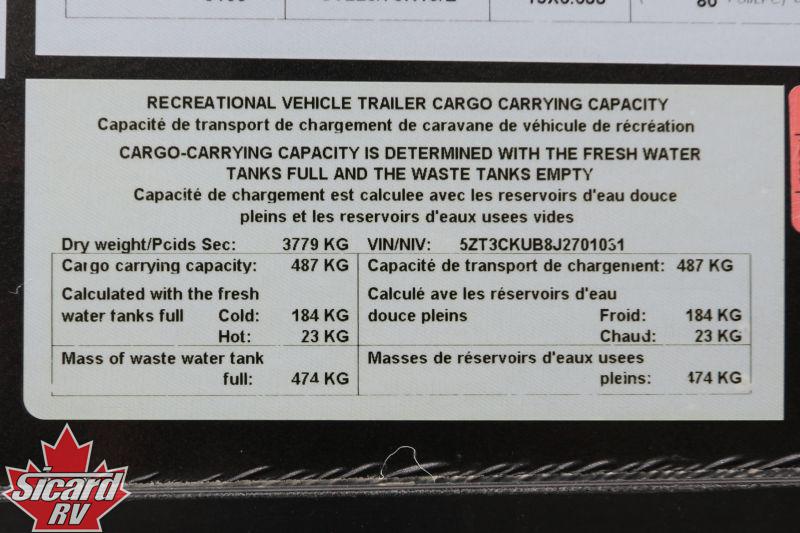 RECREATIONAL VEHICLE TRAILER CARGO CARRYING CAPACITY
Capacité de transport de chargement de caravane de véhicule de récréation
CARGO-CARRYING CAPACITY IS DETERMINED WITH THE FRESH WATER
TANKS FULL AND THE WASTE TANKS EMPTY
Capacité de chargement est calculee avec les reservoirs d'eau douce
pleins et les reservoirs d'eaux usees vides
Dry weight/Pcids Sec: 3779 KG VIN/NIV: 5ZT3CKUB8J2701031
Cargo carrying capacity: 487 KG Capacité de transport de chargement: 487 KG
Calculated with the fresh Calculé ave les réservoirs d'eau
water tanks full Cold: 184 KG douce pleins Froid: 184 KG
Hot: 23 KG Chaud: 23 KG
Mass of waste water tank Masses de réservoirs d'eaux usees
full: 474 KG pleins: 474 KG
Sicard
RV